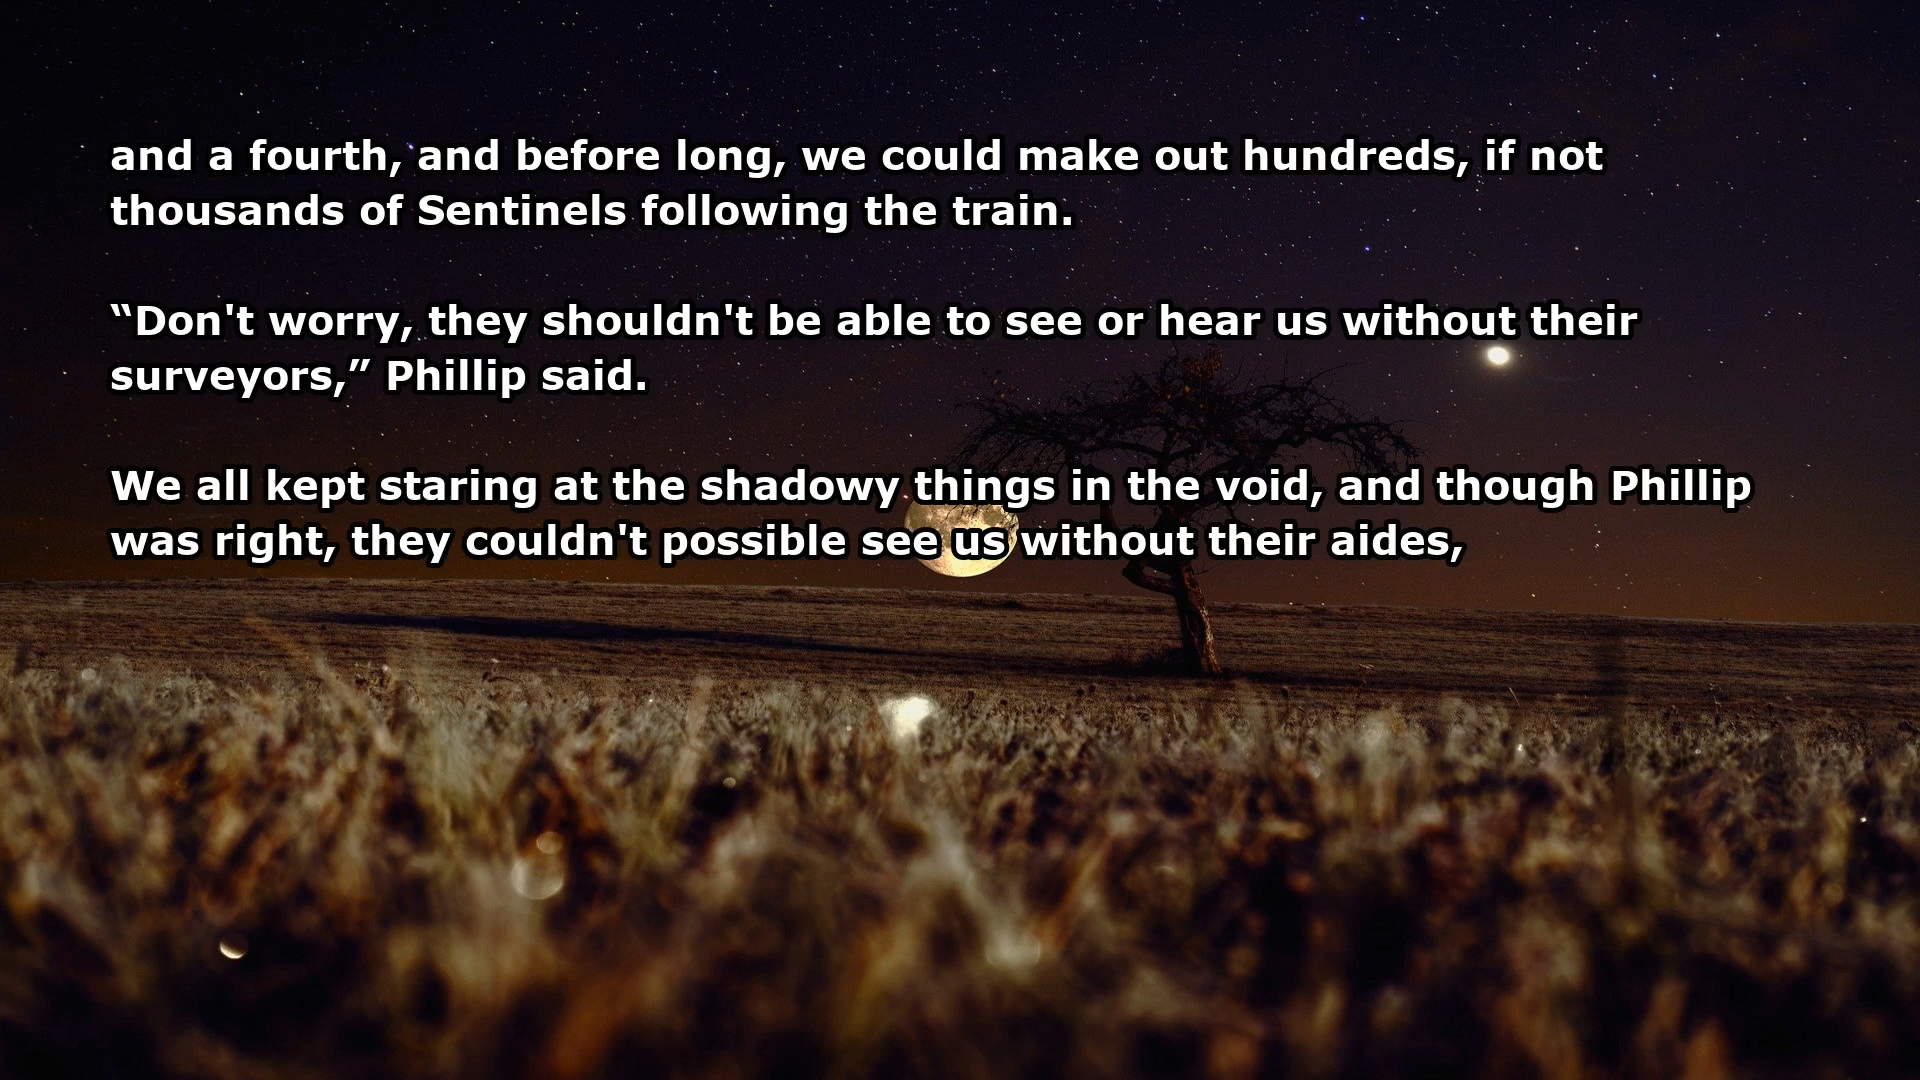 and a fourth, and before long, we could make out hundreds, if not
thousands of Sentinels following the train.
“Don't worry, they shouldn't be able to see or hear us without their
surveyors,” Phillip said.
We all kept staring at the shadowy things in the void, and though Phillip
was right, they couldn't possible see us without their aides,